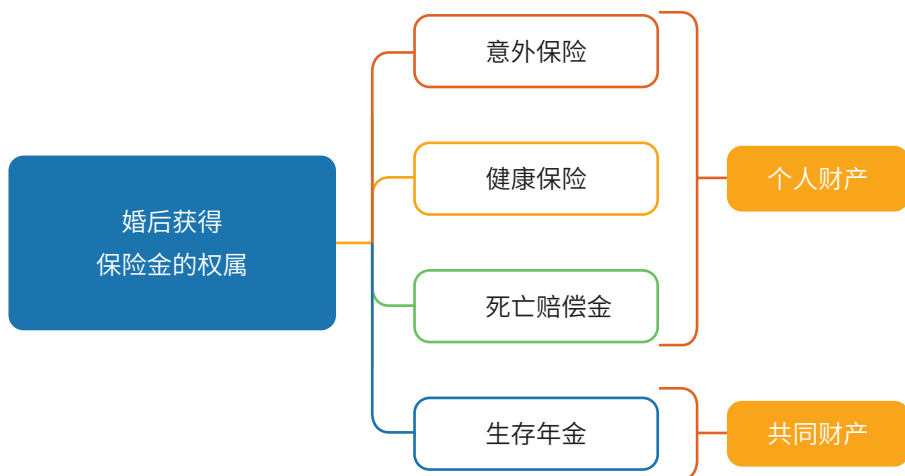 婚后获得
保险金的权属
意外保险
健康保险
死亡赔偿金
生存年金
个人财产
共同财产